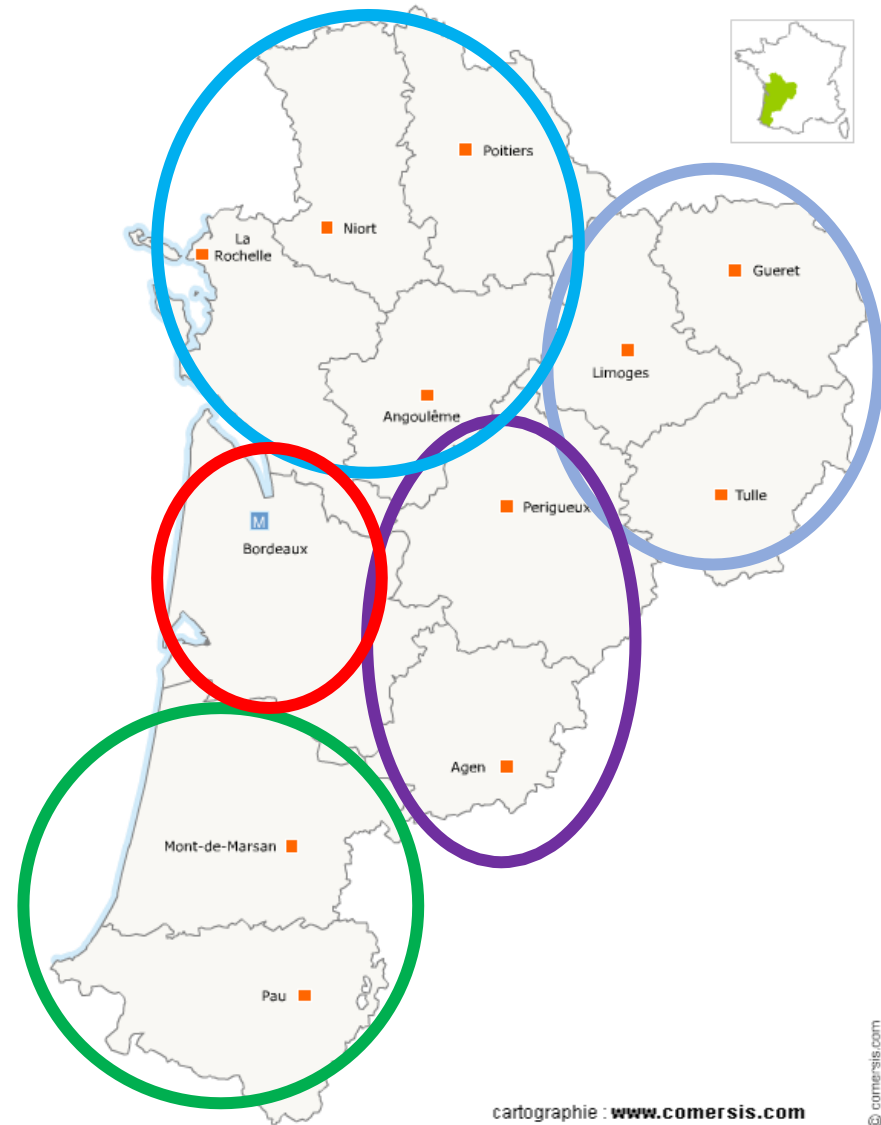 Poitiers
Niort
La
Rochelle
Gueret
Limoges
Angoulême
Tulle
Perigueux
M
Bordeaux
Agen
Mont-de-Marsan
Pau
cartographie : www.comersis.com
© comersis.com